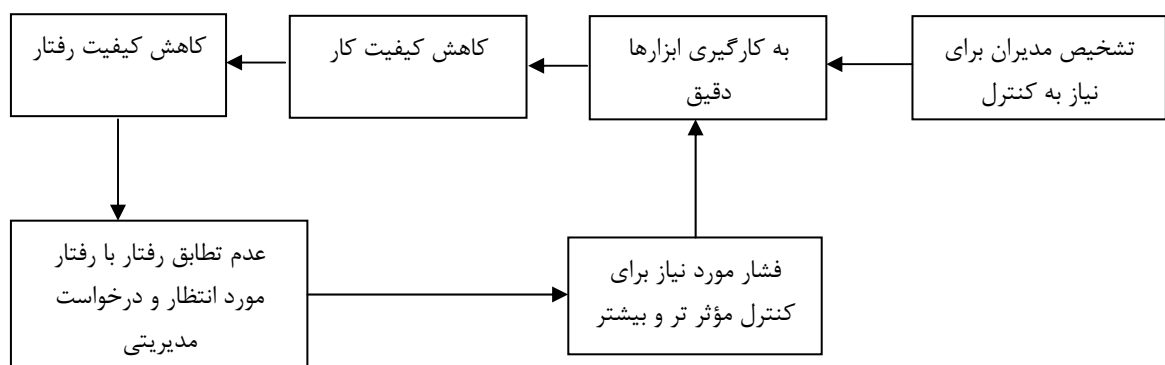 تشخیص مدیران برای
نیاز به کنترل
به کارگیری ابزارها
دقیق
کاهش کیفیت کار
کاهش کیفیت رفتار
عدم تطابق رفتار با رفتار
مورد انتظار و درخواست
مدیریتی
فشار مورد نیاز برای
کنترل مؤثر تر و بیشتر